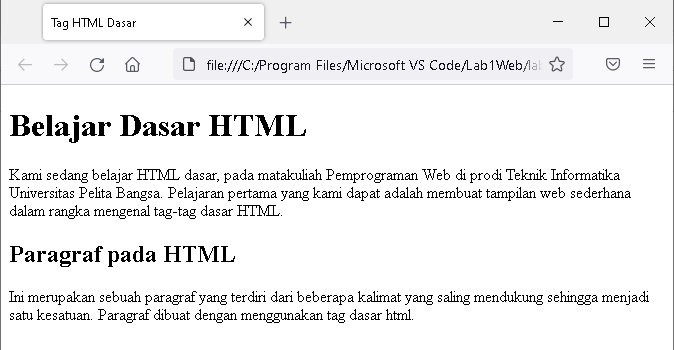 Tag HTML Dasar
file:///C:/Program Files/Microsoft VS Code/Lab1Web/lab
Belajar Dasar HTML
Kami sedang belajar HTML dasar, pada matakuliah Pemprograman Web di prodi Teknik Informatika
Universitas Pelita Bangsa. Pelajaran pertama yang kami dapat adalah membuat tampilan web sederhana
dalam rangka mengenal tag-tag dasar HTML.
Paragraf pada HTML
Ini merupakan sebuah paragraf yang terdiri dari beberapa kalimat yang saling mendukung sehingga menjadi
satu kesatuan. Paragraf dibuat dengan menggunakan tag dasar html.